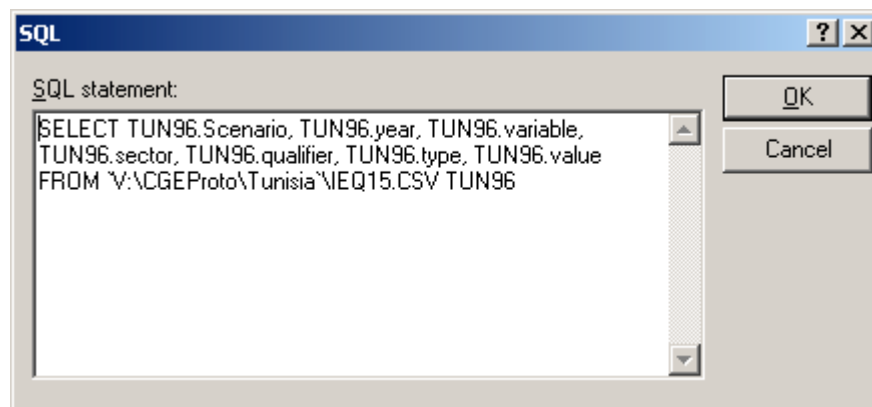 SQL
SQL statement:
SELECT TUN96.Scenario, TUN96.year, TUN96.variable,
TUN96.sector, TUN96.qualifier, TUN96.type, TUN96.value
FROM `V:\CGEProto\Tunisia`\IEQ15.CSV TUN96
OK
Cancel